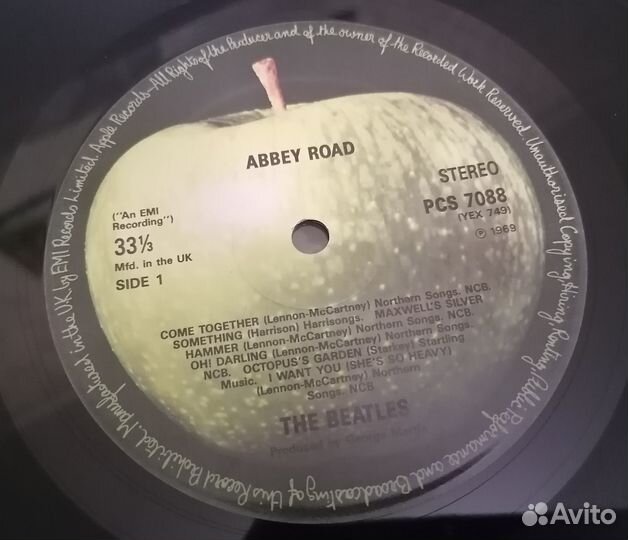 Manufactured in the U.K. by EMI Records Limited. Apple Records—All Rights of the Producer and of the owner of the Recorded Work Reserved. Unauthorised Copying, Hiring, Renting, Public Performance and Broadcasting of this Record Prohibited.
ABBEY ROAD
("An EMI
Recording")
33⅓
Mfd. in the UK
SIDE 1
STEREO
PCS 7088
(YEX 749)
℗ 1969
COME TOGETHER (Lennon-McCartney) Northern Songs. NCB.
SOMETHING (Harrison) Harrisongs. MAXWELL'S SILVER
HAMMER (Lennon-McCartney) Northern Songs. NCB.
OH! DARLING (Lennon-McCartney) Northern Songs.
NCB. OCTOPUS'S GARDEN (Starkey) Startling
Music. I WANT YOU (SHE'S SO HEAVY)
(Lennon-McCartney) Northern
Songs. NCB
THE BEATLES
Produced by George Martin
Avito